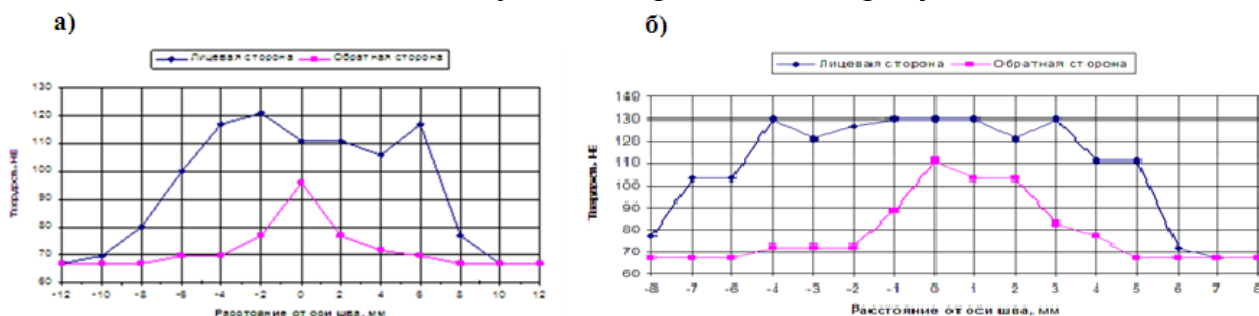 а)
Лицевая сторона Обратная сторона
Твердость, НЕ
130
120
110
100
90
80
70
60
-12 -10 -8 -6 -4 -2 0 2 4 6 8 10 12
Расстояние от оси шва, мм
б)
Лицевая сторона Обратная сторона
Твердость, НЕ
140
130
120
110
100
90
80
70
60
-8 -7 -6 -4 -3 -2 -1 0 1 2 3 4 5 6 7 8
Расстояние от оси шва, мм